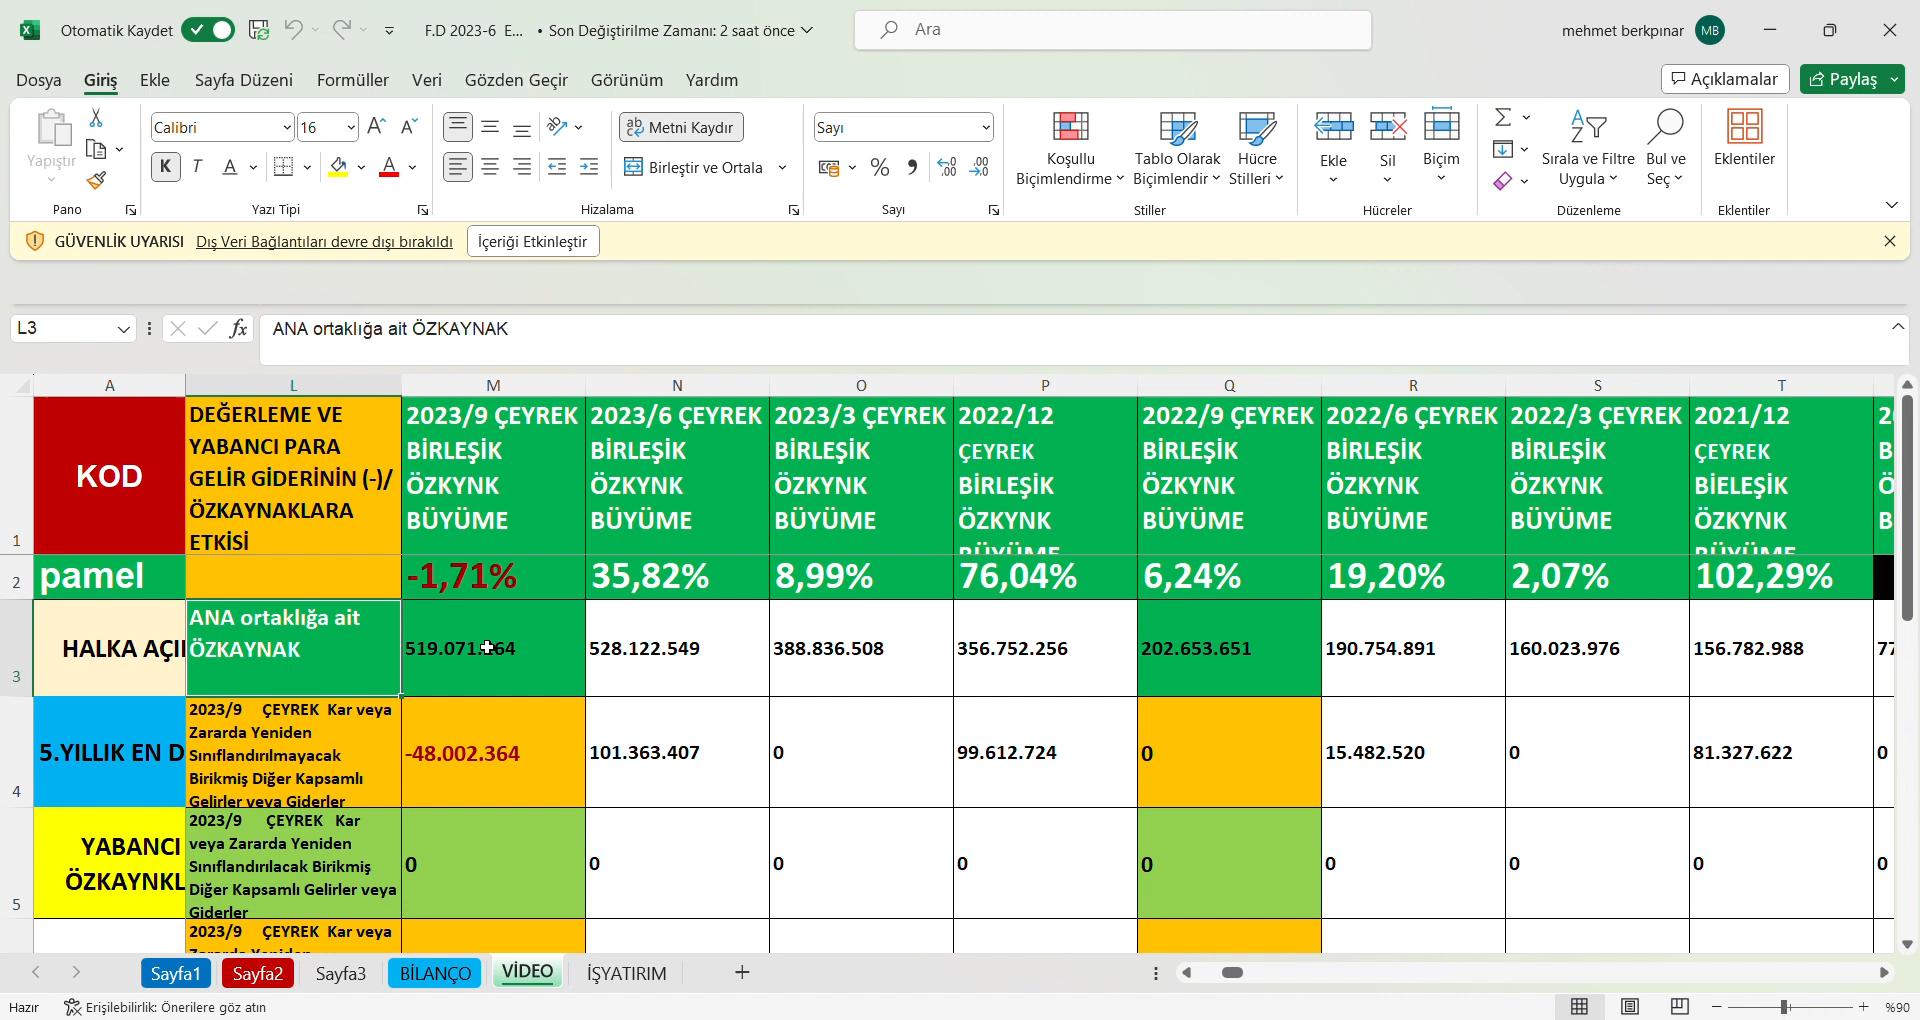 Otomatik Kaydet
F.D 2023-6 E... • Son Değiştirilme Zamanı: 2 saat önce
Ara
mehmet berkpınar MB
Dosya Giriş Ekle Sayfa Düzeni Formüller Veri Gözden Geçir Görünüm Yardım
Açıklamalar Paylaş
Yapıştır
Pano
Calibri 16
K T A A
Yazı Tipi
Metni Kaydır
Birleştir ve Ortala
Hizalama
Sayı
Sayı
Koşullu Biçimlendirme
Tablo Olarak Biçimlendir
Hücre Stilleri
Stiller
Ekle Sil Biçim
Hücreler
Sırala ve Filtre Uygula
Bul ve Seç
Düzenleme
Eklentiler
Eklentiler
GÜVENLİK UYARISI Dış Veri Bağlantıları devre dışı bırakıldı İçeriği Etkinleştir
L3 fx ANA ortaklığa ait ÖZKAYNAK
A L M N O P Q R S T
1
KOD
DEĞERLEME VE
YABANCI PARA
GELİR GİDERİNİN (-)/
ÖZKAYNAKLARA
ETKİSİ
2023/9 ÇEYREK
BİRLEŞİK
ÖZKYNK
BÜYÜME
2023/6 ÇEYREK
BİRLEŞİK
ÖZKYNK
BÜYÜME
2023/3 ÇEYREK
BİRLEŞİK
ÖZKYNK
BÜYÜME
2022/12
ÇEYREK
BİRLEŞİK
ÖZKYNK
BÜYÜME
2022/9 ÇEYREK
BİRLEŞİK
ÖZKYNK
BÜYÜME
2022/6 ÇEYREK
BİRLEŞİK
ÖZKYNK
BÜYÜME
2022/3 ÇEYREK
BİRLEŞİK
ÖZKYNK
BÜYÜME
2021/12
ÇEYREK
BİELEŞİK
ÖZKYNK
BÜYÜME
2 pamel -1,71% 35,82% 8,99% 76,04% 6,24% 19,20% 2,07% 102,29%
3 HALKA AÇI
ANA ortaklığa ait
ÖZKAYNAK
528.122.549 388.836.508 356.752.256 202.653.651 190.754.891 160.023.976 156.782.988 77
4 5.YILLIK EN D
2023/9 ÇEYREK Kar veya
Zararda Yeniden
Sınıflandırılmayacak
Birikmiş Diğer Kapsamlı
Gelirler veya Giderler
-48.002.364 101.363.407 0 99.612.724 0 15.482.520 0 81.327.622 0
5 YABANCI
ÖZKAYNKL
2023/9 ÇEYREK Kar
veya Zararda Yeniden
Sınıflandırılacak Birikmiş
Diğer Kapsamlı Gelirler veya
Giderler
0 0 0 0 0 0 0 0 0
2023/9 ÇEYREK Kar veya
Sayfa1 Sayfa2 Sayfa3 BİLANÇO VİDEO İŞYATIRIM
Hazır Erişilebilirlik: Önerilere göz atın %90